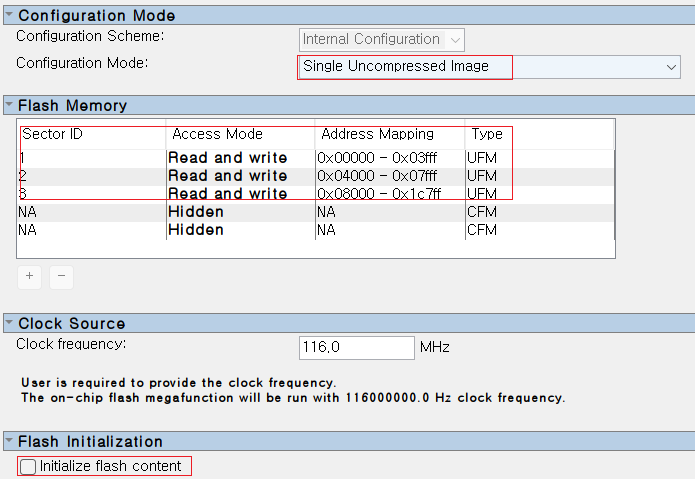 Configuration Mode
Configuration Scheme: Internal Configuration
Configuration Mode: Single Uncompressed Image
Flash Memory
Sector ID Access Mode Address Mapping Type
1 Read and write 0x00000 - 0x03fff UFM
2 Read and write 0x04000 - 0x07fff UFM
3 Read and write 0x08000 - 0x1c7ff UFM
NA Hidden NA CFM
NA Hidden NA CFM
+ -
Clock Source
Clock frequency: 116.0 MHz
User is required to provide the clock frequency.
The on-chip flash megafunction will be run with 116000000.0 Hz clock frequency.
Flash Initialization
Initialize flash content